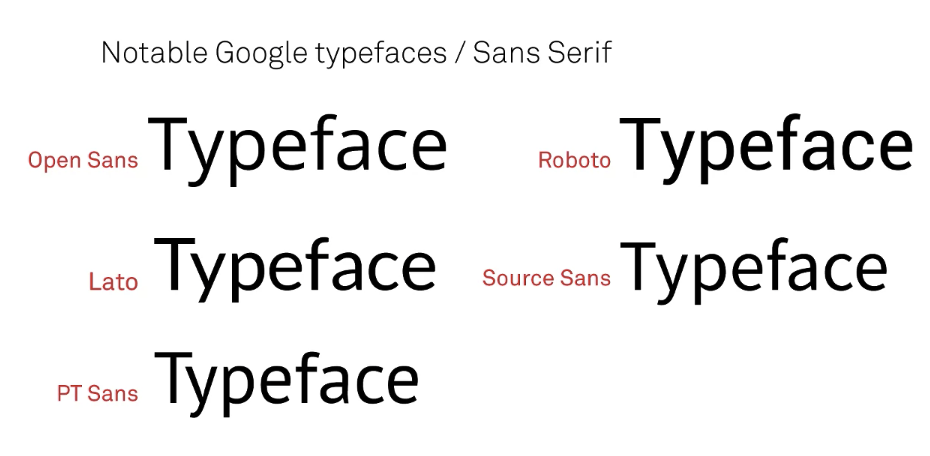 Notable Google typefaces / Sans Serif
Open Sans Typeface
Roboto Typeface
Lato Typeface
Source Sans Typeface
PT Sans Typeface